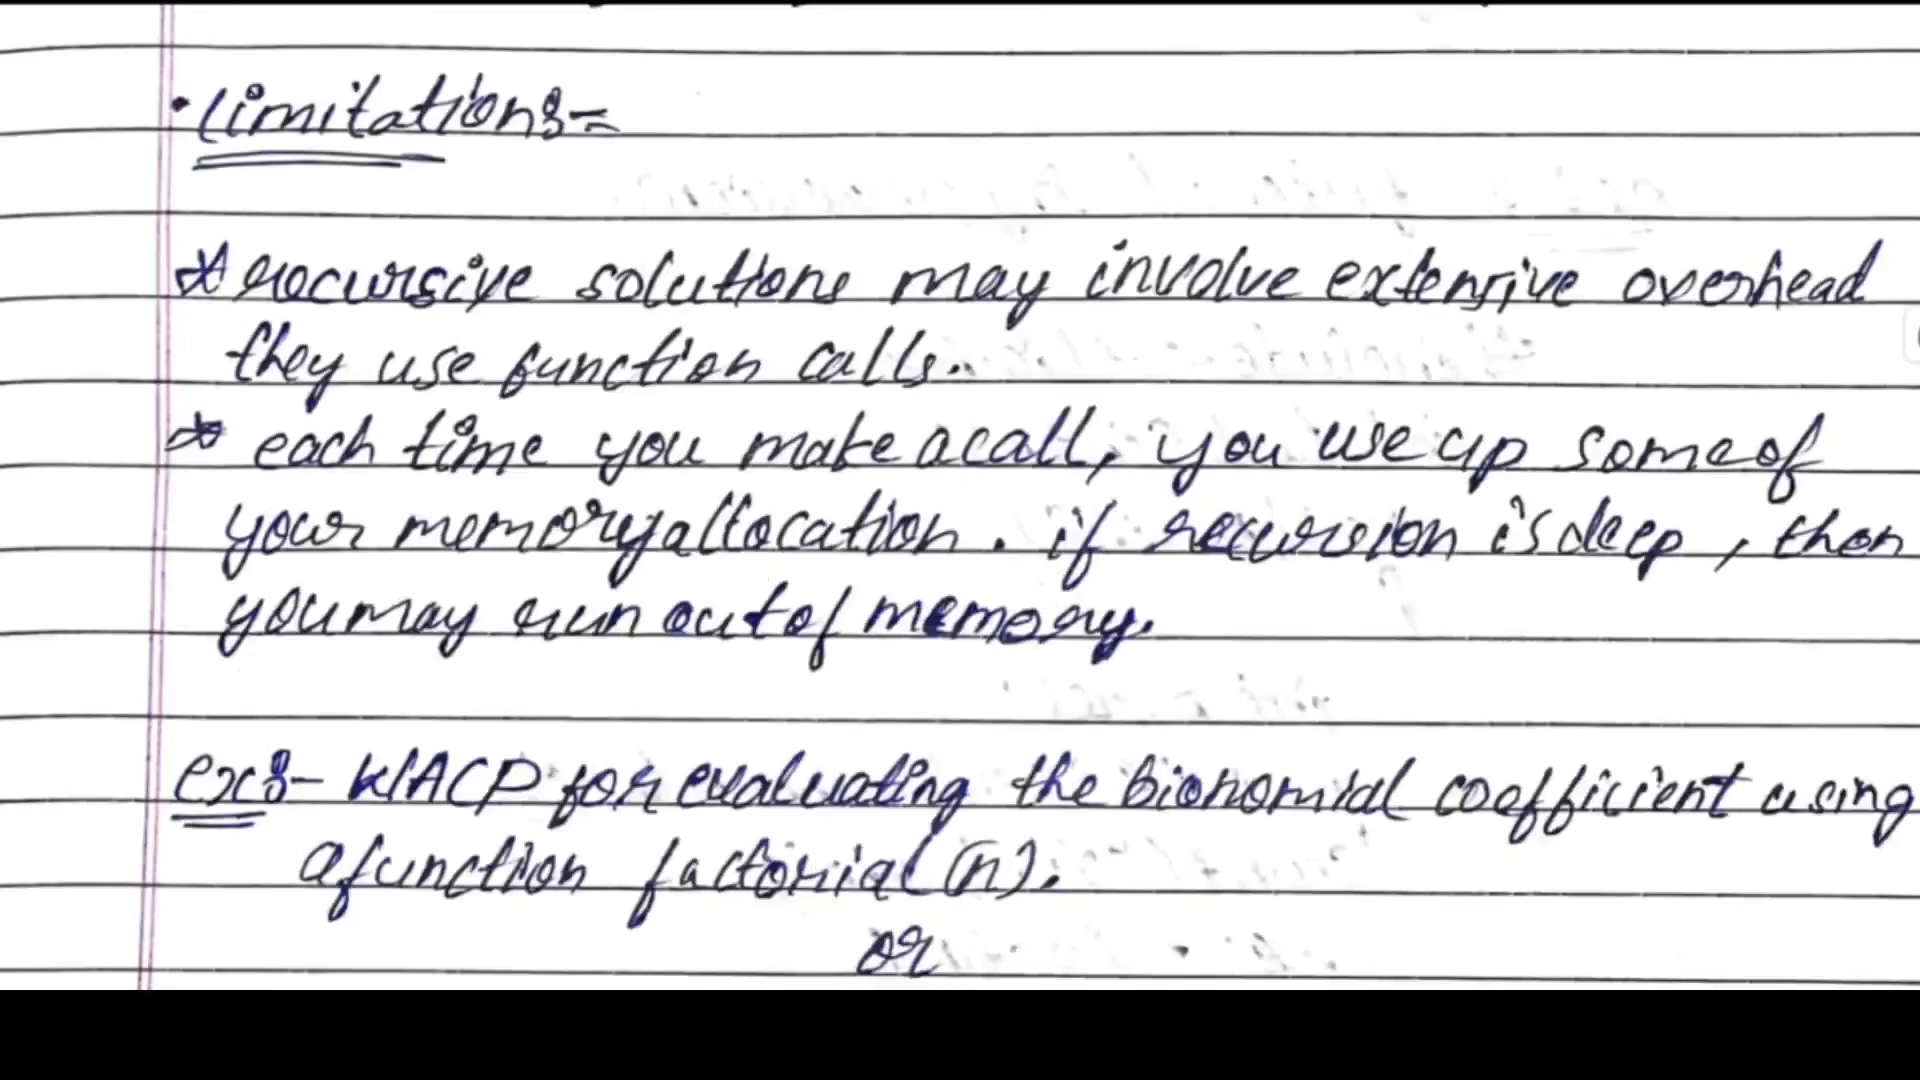 • Limitations:-
* recursive solutions may involve extensive overhead
they use function calls.
* each time you make a call, you use up some of
your memory allocation. if recursion is deep, then
you may run out of memory.
ex:- WACP for evaluating the bionomial coefficient using
a function factorial (n).
or